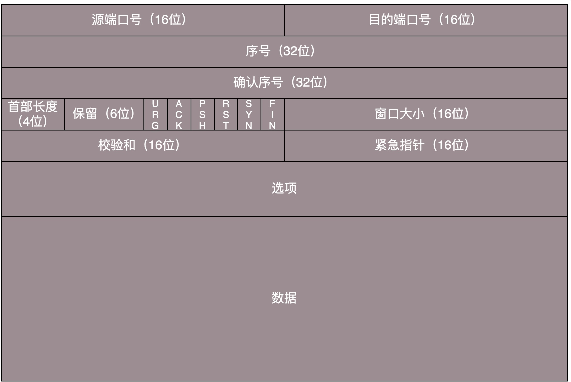 源端口号（16位）
目的端口号（16位）
序号（32位）
确认序号（32位）
首部长度
（4位）
保留（6位）
URG
ACK
PSH
RST
SYN
FIN
窗口大小（16位）
校验和（16位）
紧急指针（16位）
选项
数据